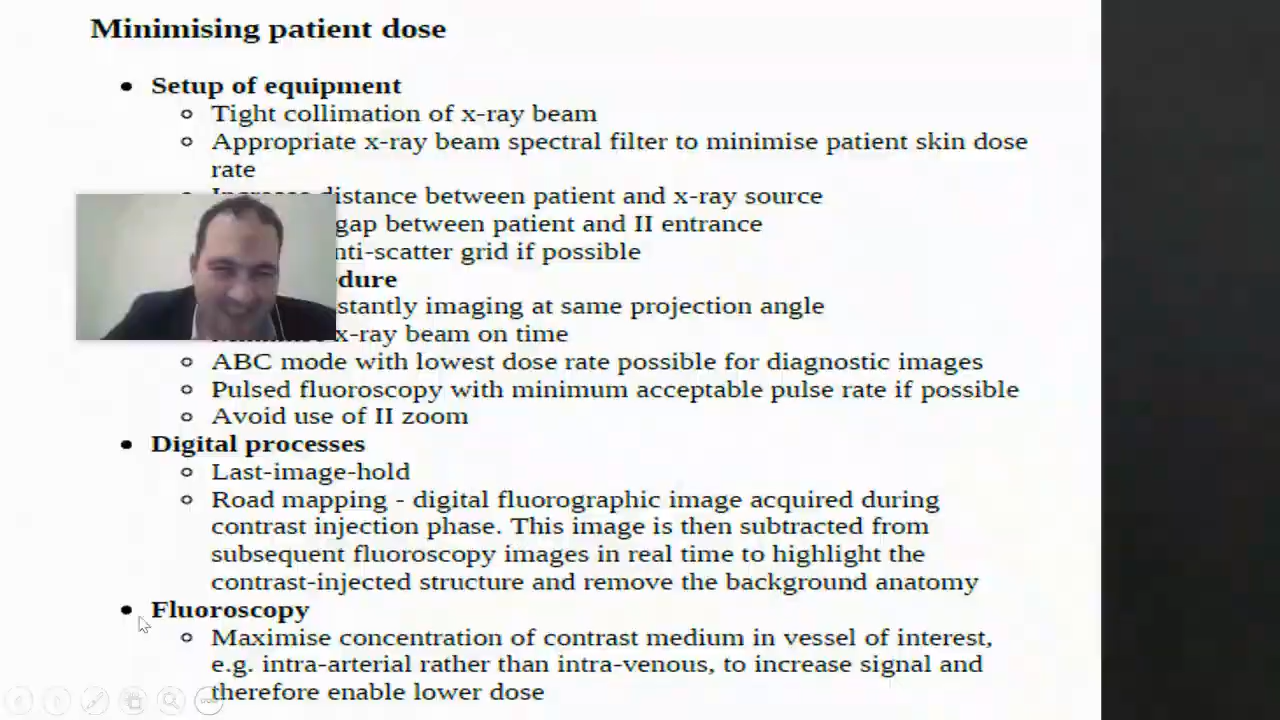 Minimising patient dose
• Setup of equipment
o Tight collimation of x-ray beam
o Appropriate x-ray beam spectral filter to minimise patient skin dose
rate
o Increase distance between patient and x-ray source
gap between patient and II entrance
anti-scatter grid if possible
imaging at same projection angle
x-ray beam on time
o ABC mode with lowest dose rate possible for diagnostic images
o Pulsed fluoroscopy with minimum acceptable pulse rate if possible
o Avoid use of II zoom
• Digital processes
o Last-image-hold
o Road mapping - digital fluorographic image acquired during
contrast injection phase. This image is then subtracted from
subsequent fluoroscopy images in real time to highlight the
contrast-injected structure and remove the background anatomy
• Fluoroscopy
o Maximise concentration of contrast medium in vessel of interest,
e.g. intra-arterial rather than intra-venous, to increase signal and
therefore enable lower dose